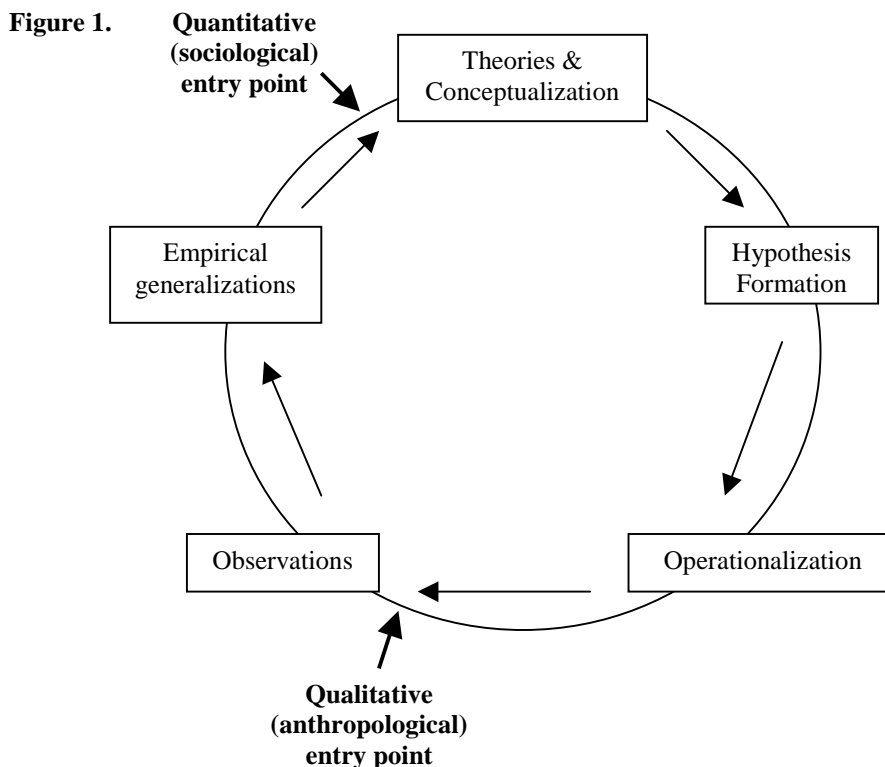 Figure 1.
Quantitative
(sociological)
entry point
Theories &
Conceptualization
Empirical
generalizations
Hypothesis
Formation
Observations
Operationalization
Qualitative
(anthropological)
entry point